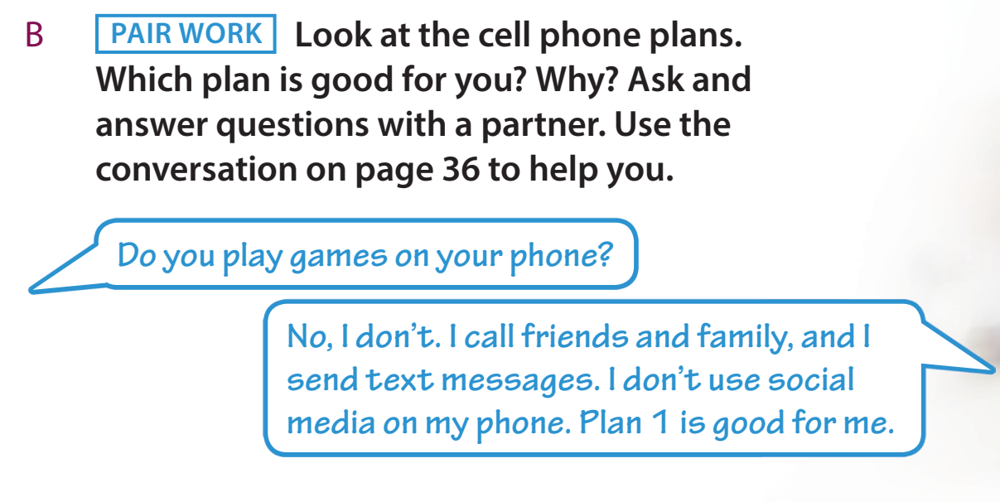 B PAIR WORK Look at the cell phone plans.
Which plan is good for you? Why? Ask and
answer questions with a partner. Use the
conversation on page 36 to help you.
Do you play games on your phone?
No, I don't. I call friends and family, and I
send text messages. I don't use social
media on my phone. Plan 1 is good for me.